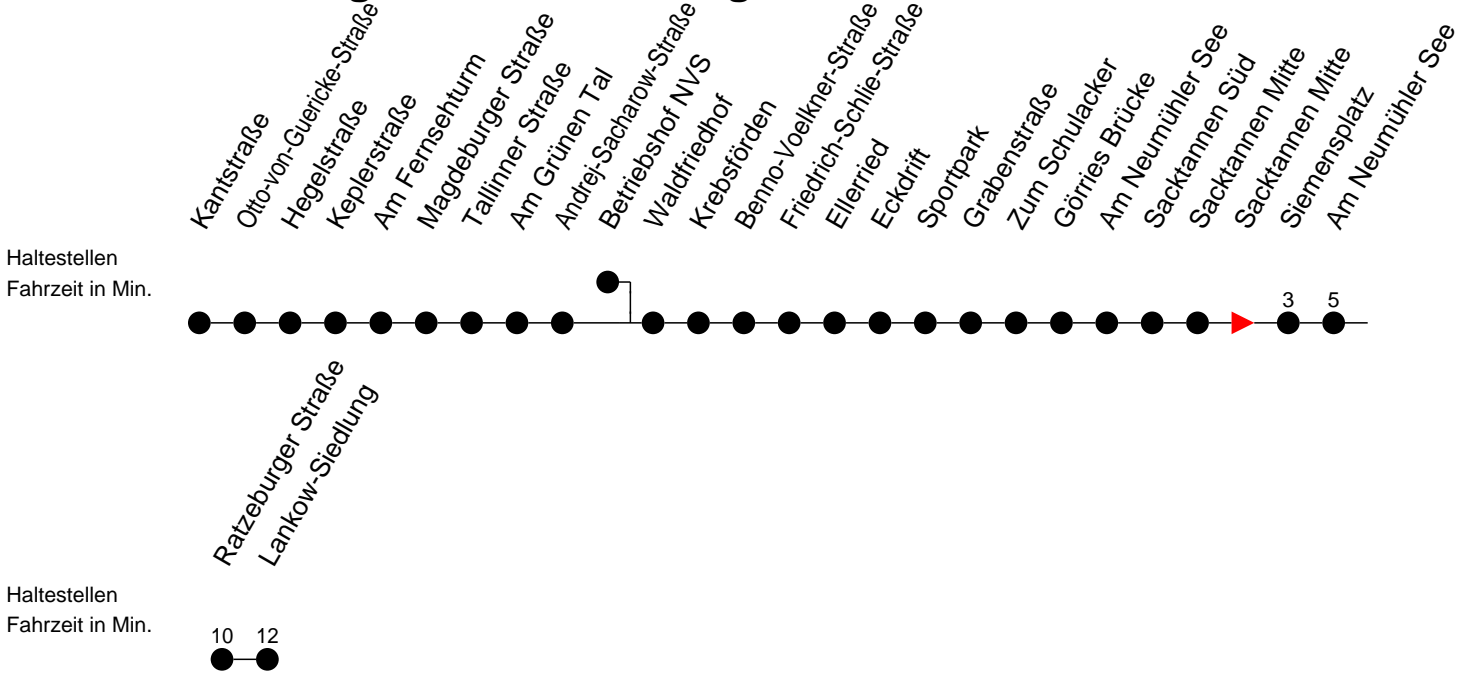 Kantstraße
Otto-von-Guericke-Straße
Hegelstraße
Keplerstraße
Am Fernsehturm
Magdeburger Straße
Tallinner Straße
Am Grünen Tal
Andrej-Sacharow-Straße
Betriebshof NVS
Waldfriedhof
Krebsförden
Benno-Voelkner-Straße
Friedrich-Schlie-Straße
Ellerried
Eckdrift
Sportpark
Grabenstraße
Zum Schulacker
Görries Brücke
Am Neumühler See
Sacktannen Süd
Sacktannen Mitte
Sacktannen Mitte
Siemensplatz
Am Neumühler See
Haltestellen
Fahrzeit in Min.
3 5
Ratzeburger Straße
Lankow-Siedlung
Haltestellen
Fahrzeit in Min.
10 12